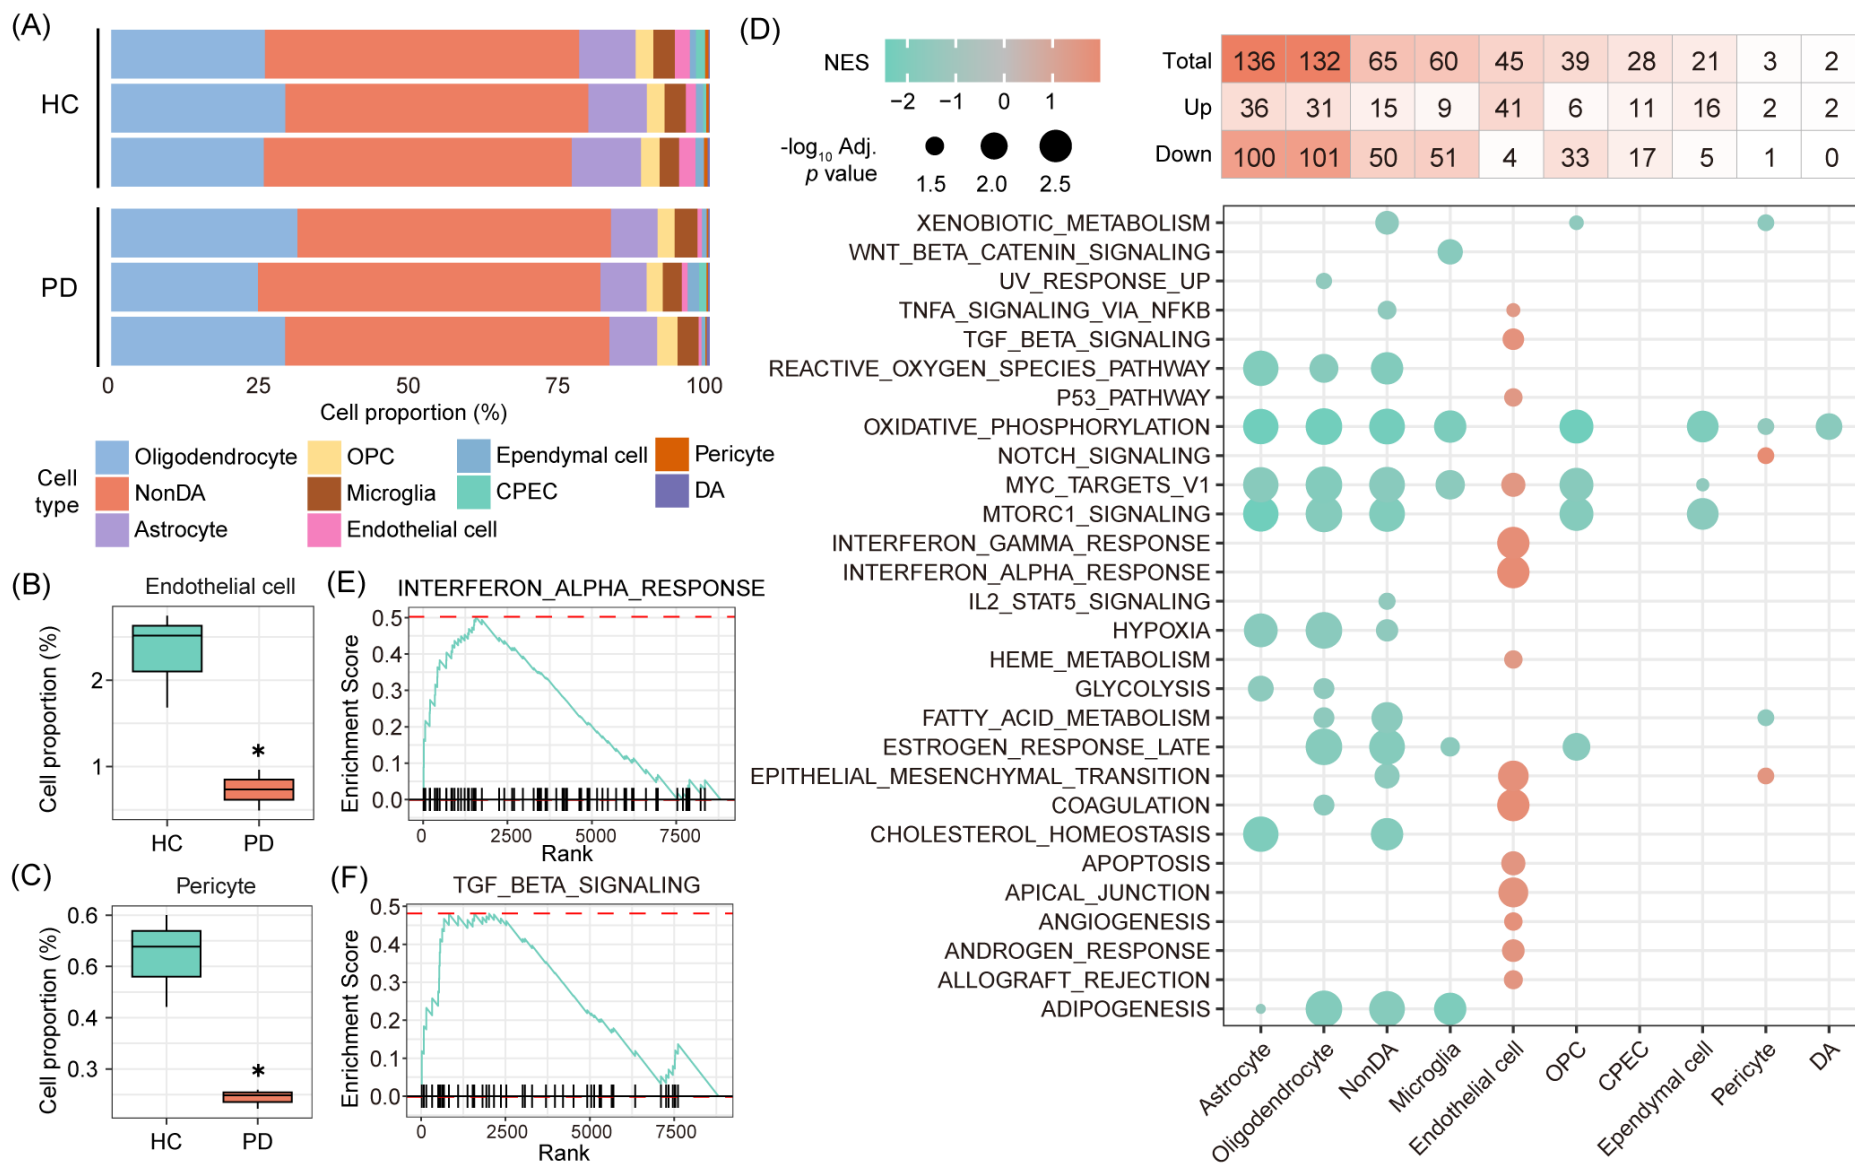 (A)
HC
PD
0 25 50 75 100
Cell proportion (%)
Cell type
Oligodendrocyte
NonDA
Astrocyte
OPC
Microglia
Endothelial cell
Ependymal cell
CPEC
Pericyte
DA
(B)
Endothelial cell
Cell proportion (%)
2
1
*
HC PD
(C)
Pericyte
Cell proportion (%)
0.6
0.6
0.4
0.3
*
HC PD
(D)
NES
−2 −1 0 1
-log10 Adj.
p value
1.5 2.0 2.5
Total 136 132 65 60 45 39 28 21 3 2
Up 36 31 15 9 41 6 11 16 2 2
Down 100 101 50 51 4 33 17 5 1 0
XENOBIOTIC_METABOLISM
WNT_BETA_CATENIN_SIGNALING
UV_RESPONSE_UP
TNFA_SIGNALING_VIA_NFKB
TGF_BETA_SIGNALING
REACTIVE_OXYGEN_SPECIES_PATHWAY
P53_PATHWAY
OXIDATIVE_PHOSPHORYLATION
NOTCH_SIGNALING
MYC_TARGETS_V1
MTORC1_SIGNALING
INTERFERON_GAMMA_RESPONSE
INTERFERON_ALPHA_RESPONSE
IL2_STAT5_SIGNALING
HYPOXIA
HEME_METABOLISM
GLYCOLYSIS
FATTY_ACID_METABOLISM
ESTROGEN_RESPONSE_LATE
EPITHELIAL_MESENCHYMAL_TRANSITION
COAGULATION
CHOLESTEROL_HOMEOSTASIS
APOPTOSIS
APICAL_JUNCTION
ANGIOGENESIS
ANDROGEN_RESPONSE
ALLOGRAFT_REJECTION
ADIPOGENESIS
Astrocyte
Oligodendrocyte
NonDA
Microglia
Endothelial cell
OPC
CPEC
Ependymal cell
Pericyte
DA
(E)
INTERFERON_ALPHA_RESPONSE
Enrichment Score
0.5
0.4
0.3
0.2
0.1
0.0
0 2500 5000 7500
Rank
(F)
TGF_BETA_SIGNALING
Enrichment Score
0.5
0.4
0.3
0.2
0.1
0.0
0 2500 5000 7500
Rank